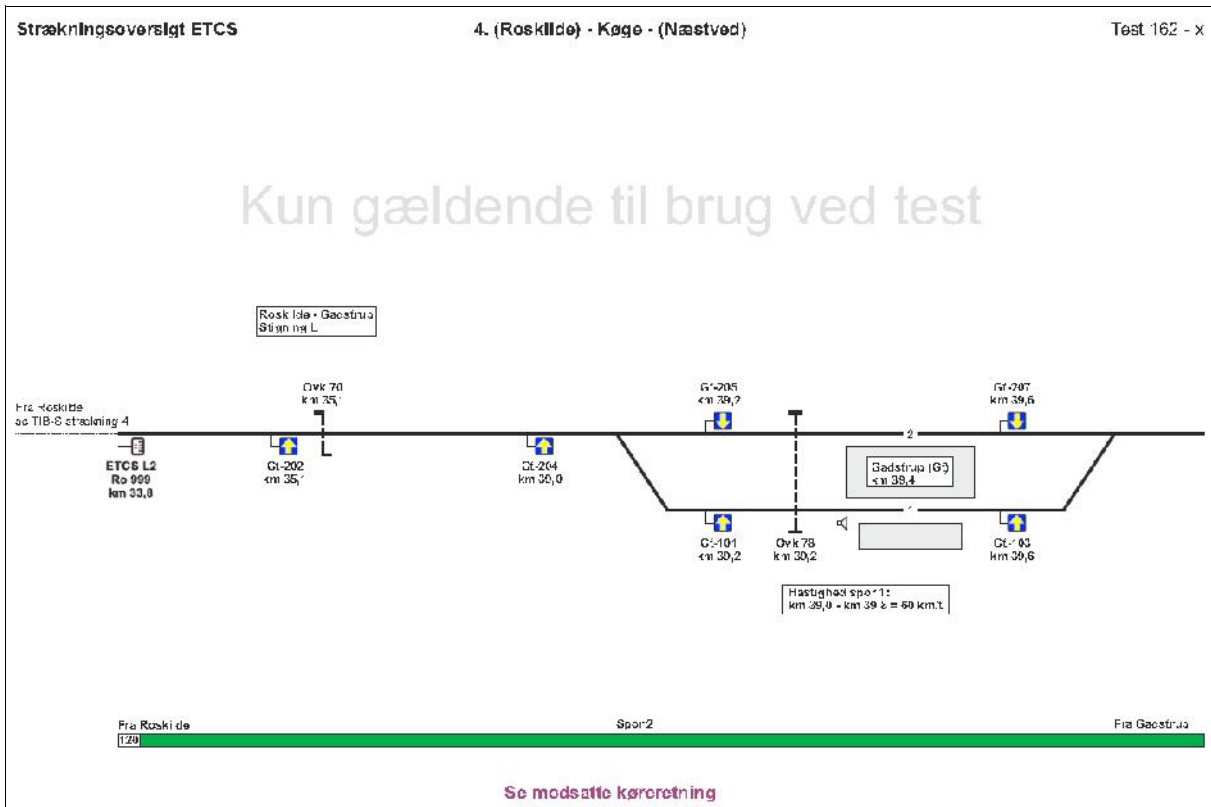 Strækningsoversigt ETCS
4. (Roskilde) - Køge - (Næstved)
Test 162 - x
Kun gældende til brug ved test
Roskilde - Gadstrup
Stigning L
Fra Roskilde
se TIB-S strækning 4
Ovk 70
km 35,1
Gt-205
km 39,2
Gf-207
km 39,6
2
ETCS L2
Ro 999
km 33,8
Gt-202
km 35,1
Gt-204
km 39,0
Gadstrup (Gt)
km 39,4
1
Gt-101
km 39,2
Ovk 78
km 39,2
Gt-103
km 39,6
Hastighed spor 1:
km 39,0 - km 39,8 = 60 km/t
Fra Roskilde
Spor 2
Fra Gadstrup
120
Se modsatte køreretning